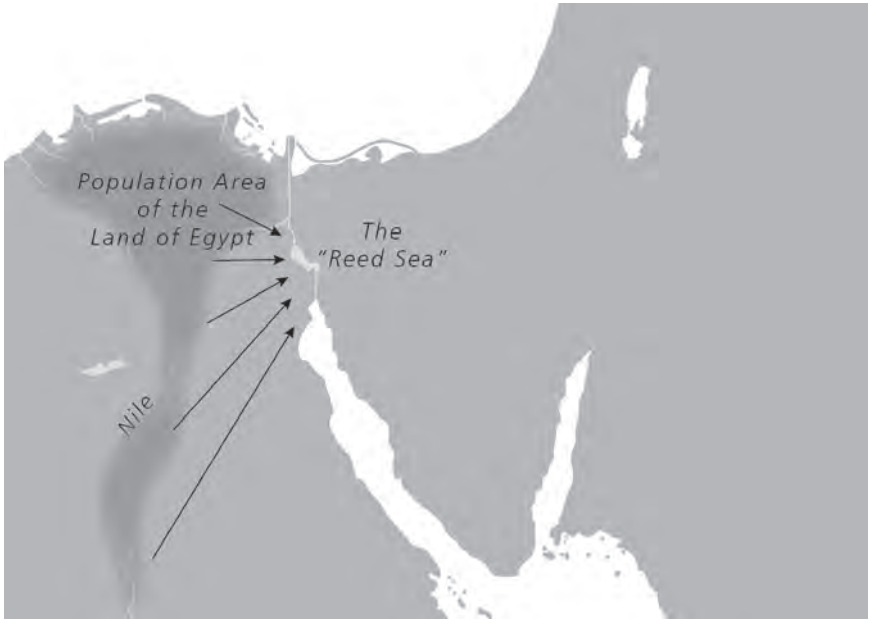 Population Area
of the
Land of Egypt
The
"Reed Sea"
Nile